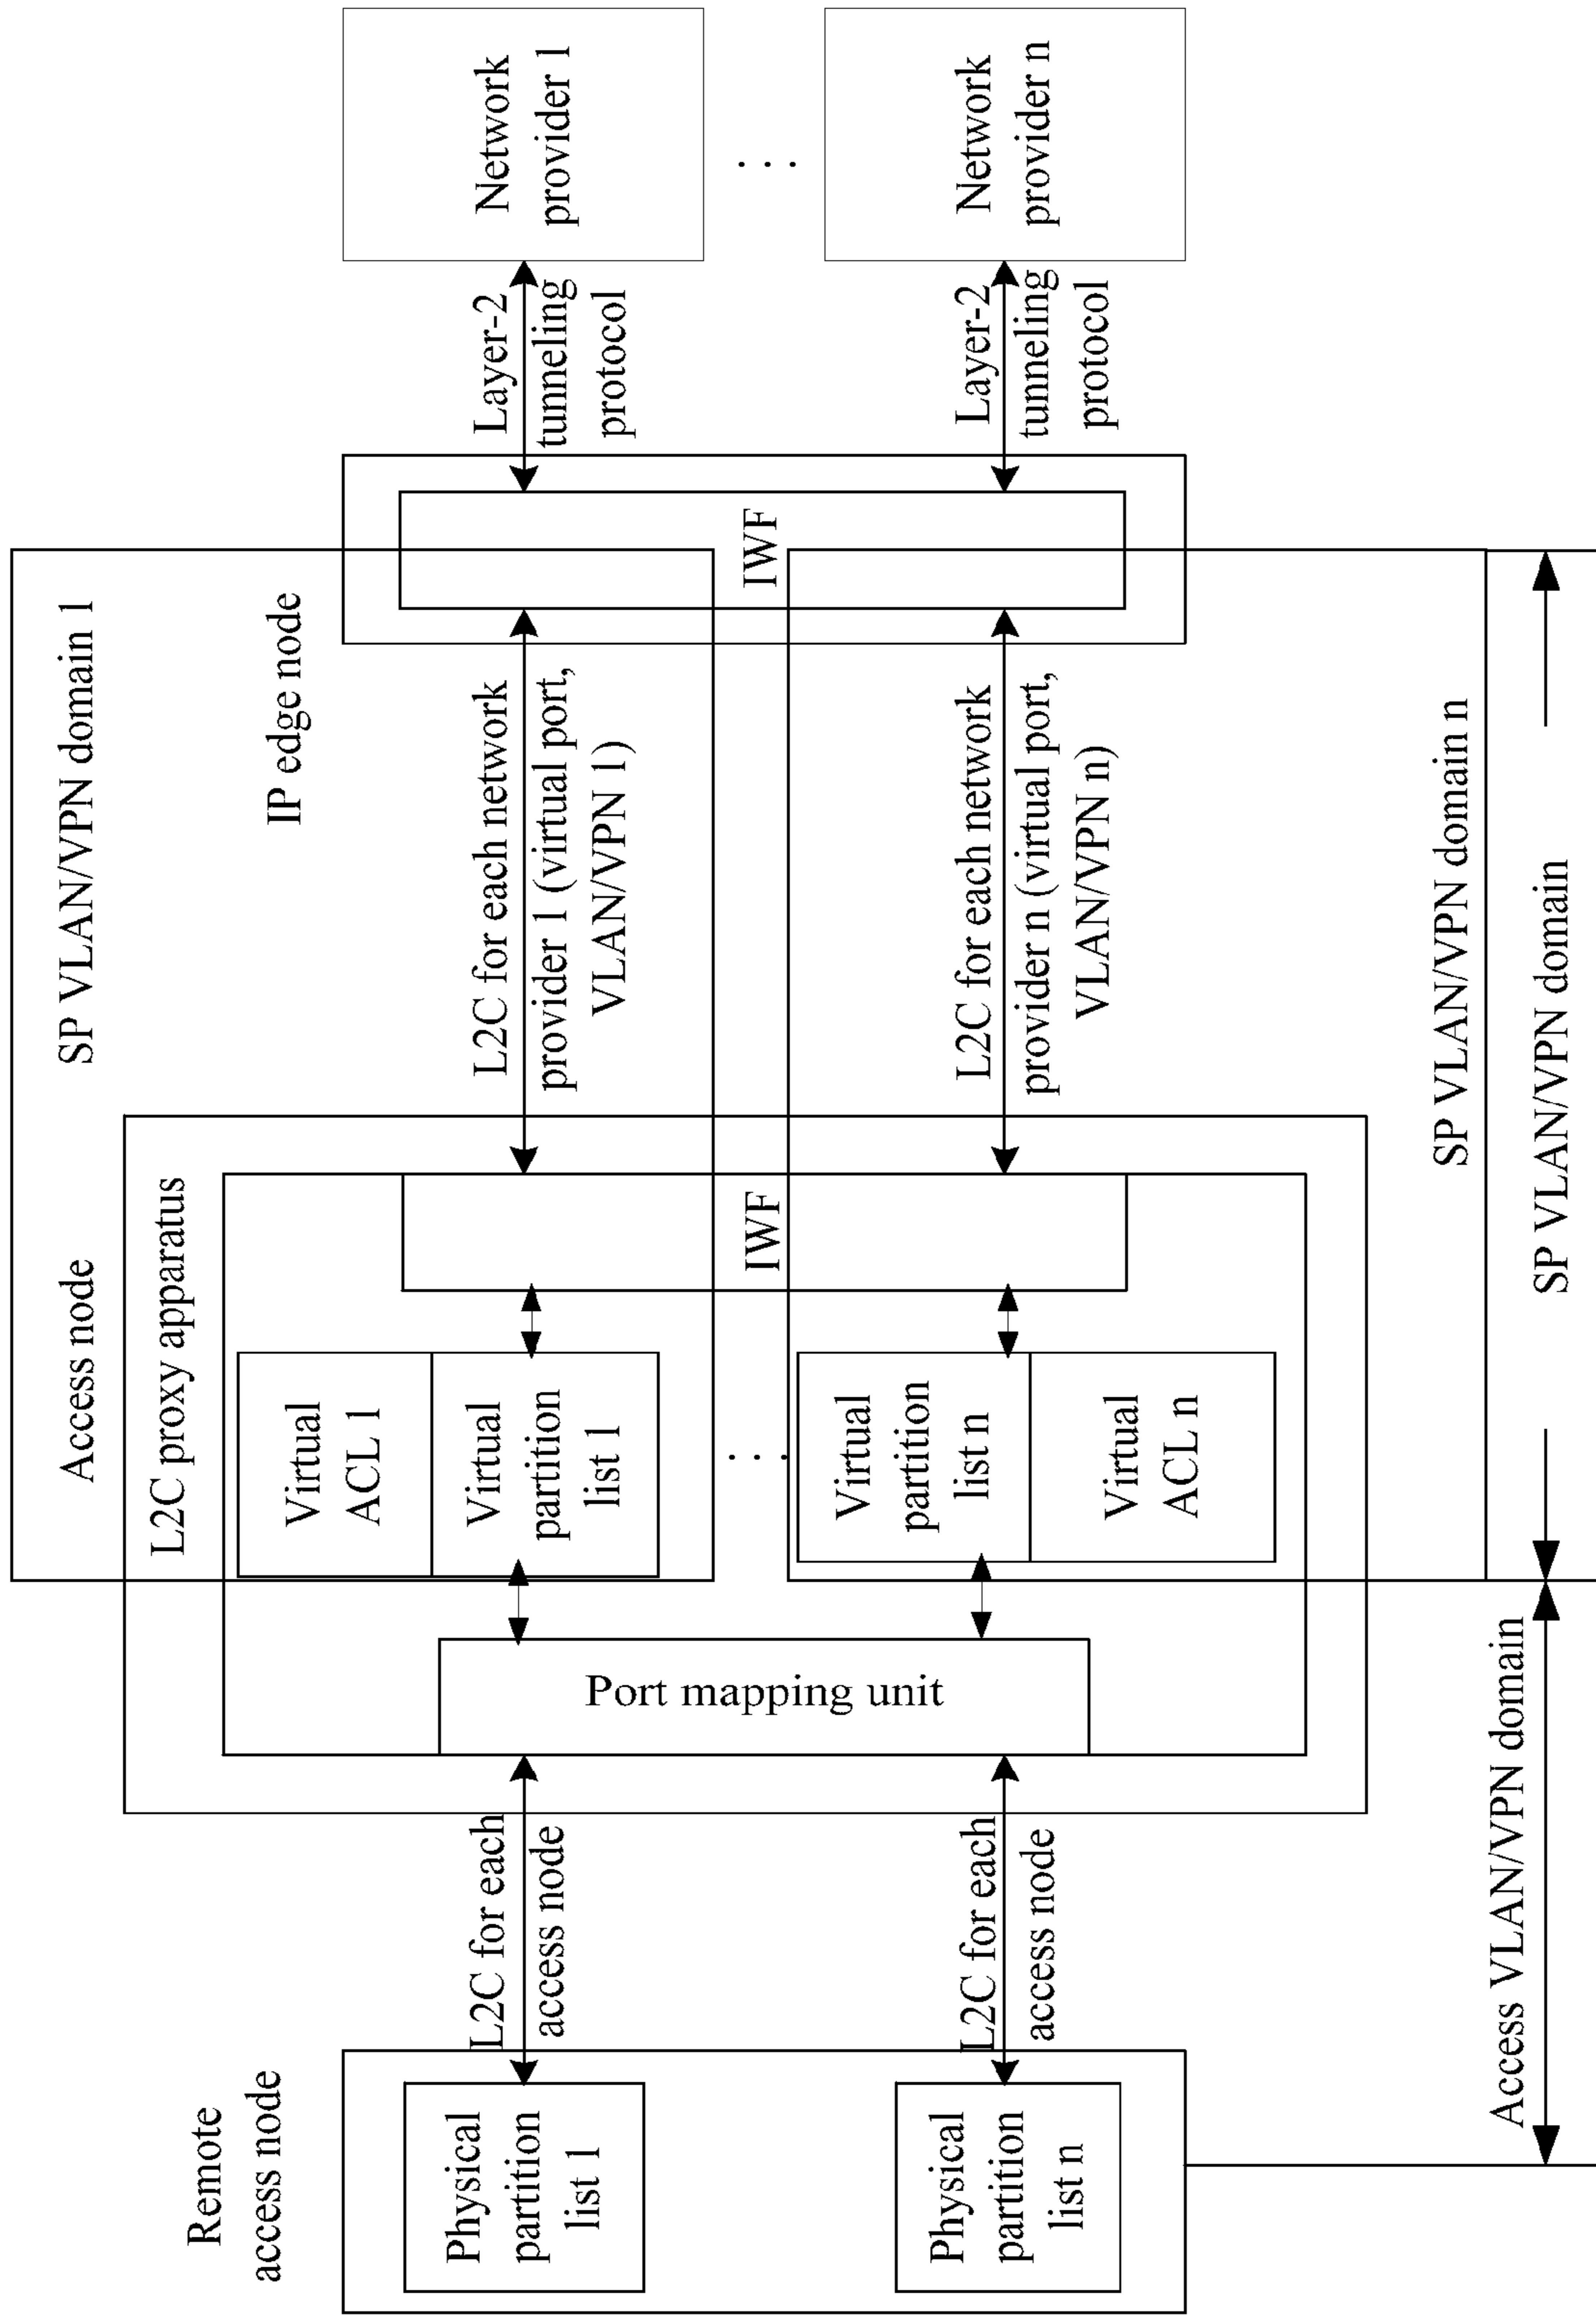 Remote
access node
Physical
partition
list 1
Physical
partition
list n
L2C for each
access node
L2C for each
access node
Access node
L2C proxy apparatus
Port mapping unit
Virtual
ACL 1
Virtual
partition
list 1
. . .
Virtual
partition
list n
Virtual
ACL n
IWF
SP VLAN/VPN domain 1
L2C for each network
provider 1 (virtual port,
VLAN/VPN 1)
L2C for each network
provider n (virtual port,
VLAN/VPN n)
SP VLAN/VPN domain n
IP edge node
IWF
Layer-2
tunneling
protocol
Layer-2
tunneling
protocol
Network
provider 1
. . .
Network
provider n
Access VLAN/VPN domain
SP VLAN/VPN domain